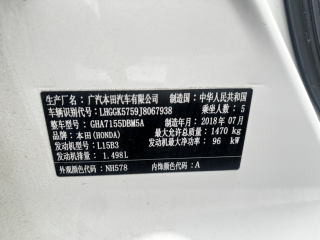 生产厂名：广汽本田汽车有限公司 制造国：中华人民共和国
车辆识别代号：LHGGK5759J8067938 乘坐人数：5
整车型号：GHA7155DBM5A 制造年月：2018年07月
品牌：本田(HONDA) 最大允许总质量：1470 kg
发动机型号：L15B3 发动机最大净功率：96 kW
发动机排量：1.498L
外观颜色代码：NH578 内饰颜色代码：A